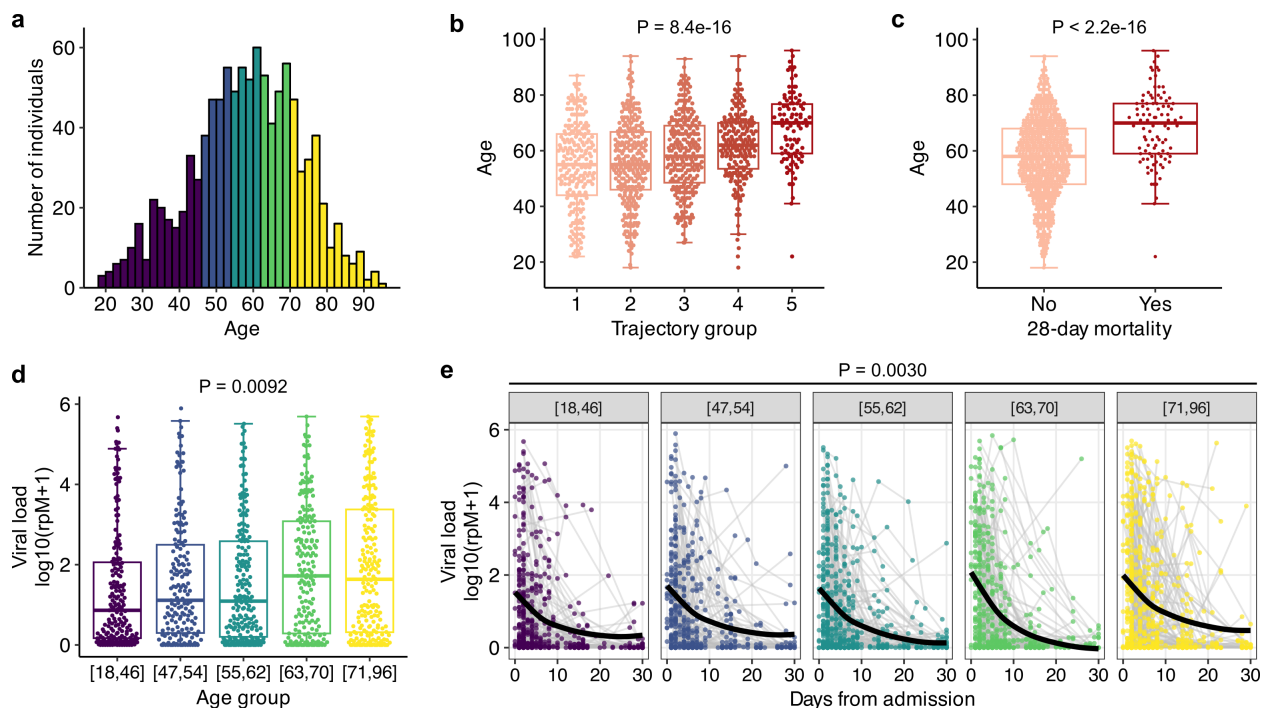 a
Number of individuals
60
40
20
0
20 30 40 50 60 70 80 90
Age
b
P = 8.4e-16
Age
100
80
60
40
20
1 2 3 4 5
Trajectory group
c
P < 2.2e-16
Age
100
80
60
40
20
No Yes
28-day mortality
d
P = 0.0092
Viral load
log10(rpM+1)
6
4
2
0
[18,46] [47,54] [55,62] [63,70] [71,96]
Age group
e
P = 0.0030
[18,46] [47,54] [55,62] [63,70] [71,96]
Viral load
log10(rpM+1)
6
4
2
0
0 10 20 30 0 10 20 30 0 10 20 30 0 10 20 30 0 10 20 30
Days from admission